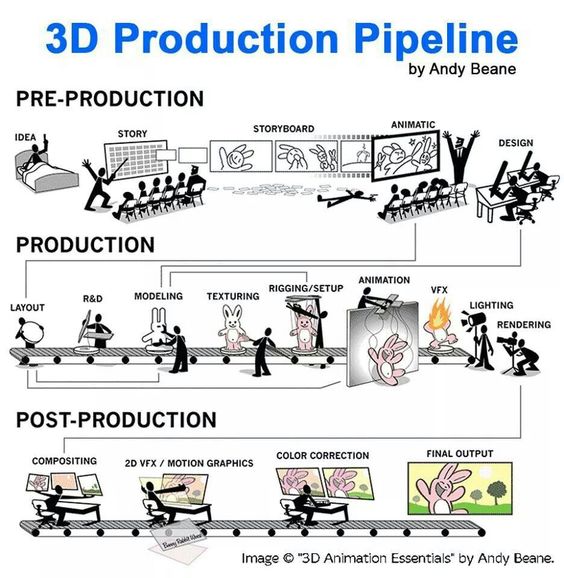 3D Production Pipeline
by Andy Beane
PRE-PRODUCTION
IDEA
STORY
STORYBOARD
ANIMATIC
DESIGN
PRODUCTION
LAYOUT
R&D
MODELING
TEXTURING
RIGGING/SETUP
ANIMATION
VFX
LIGHTING
RENDERING
POST-PRODUCTION
COMPOSITING
2D VFX / MOTION GRAPHICS
COLOR CORRECTION
FINAL OUTPUT
Image © "3D Animation Essentials" by Andy Beane.